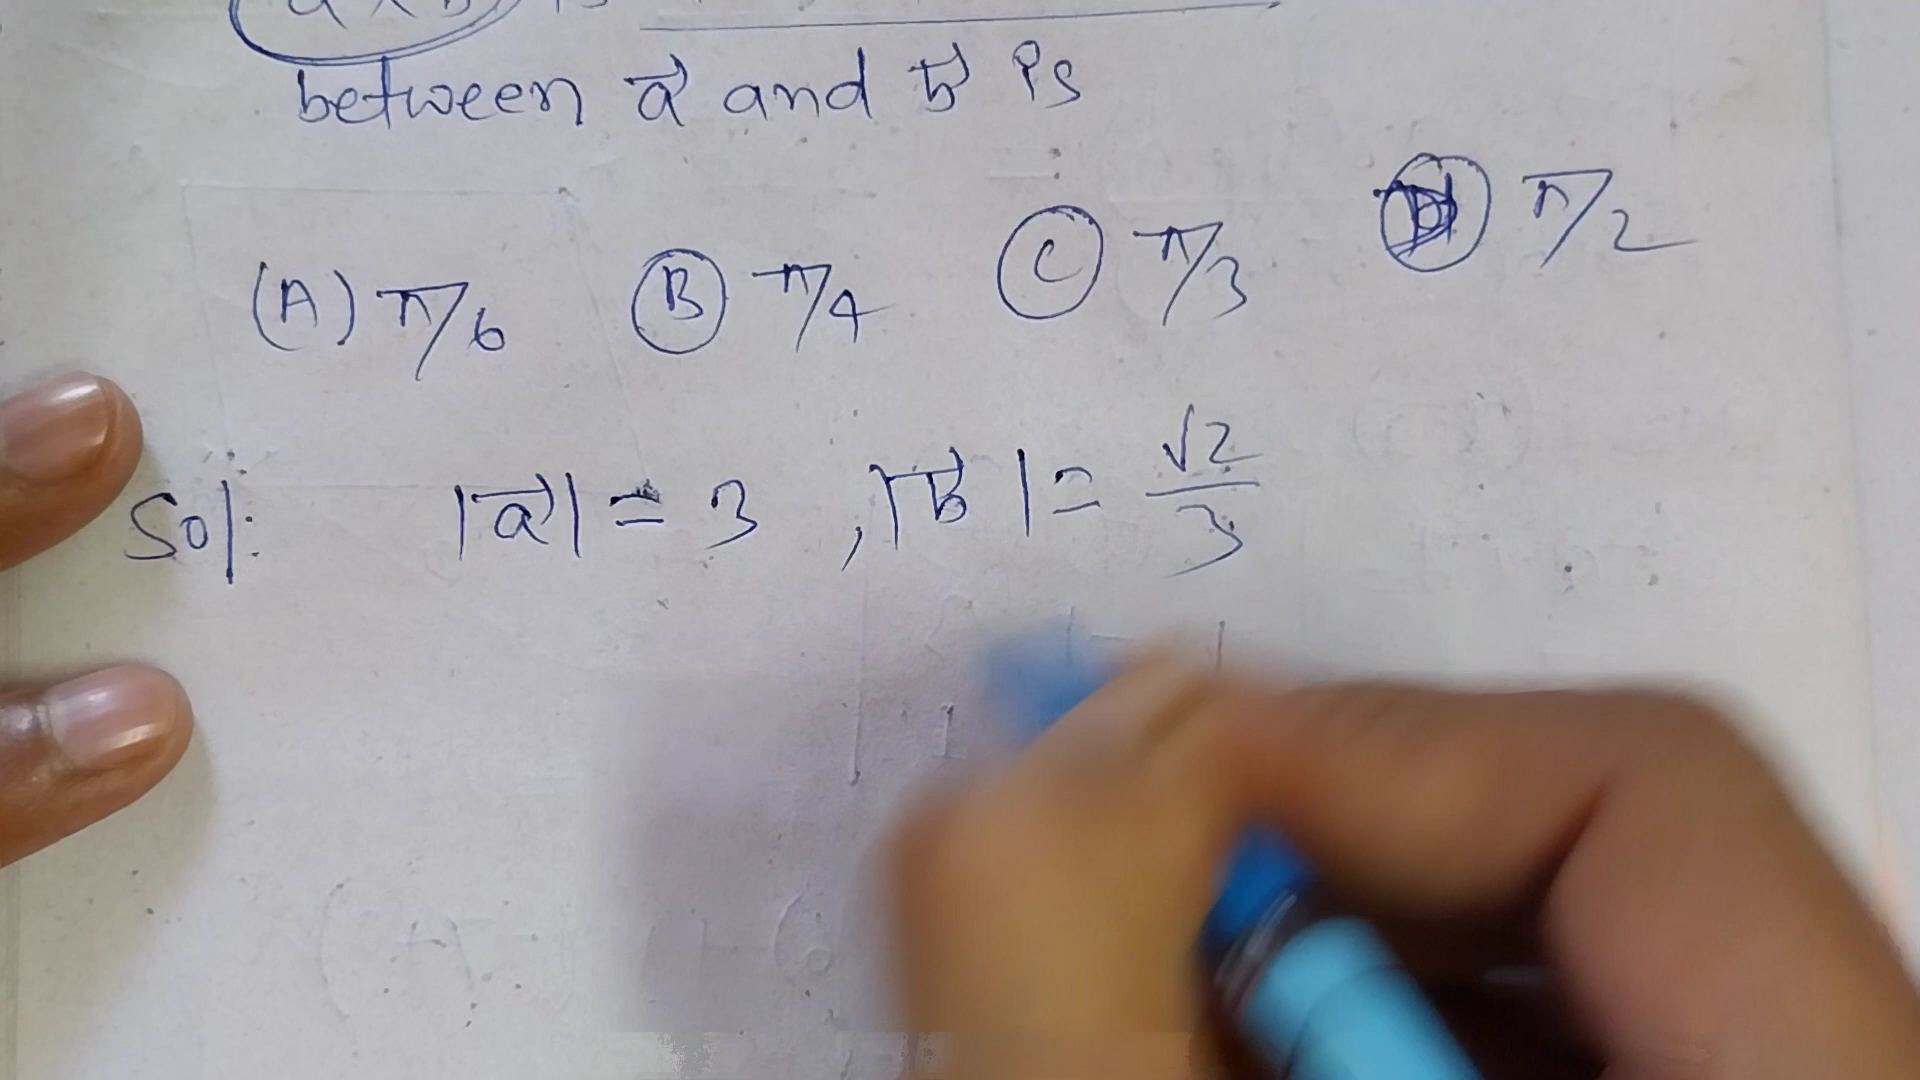 between a⃗ and b⃗ is
(A) π/6 (B) π/4 (C) π/3 (D) π/2
Sol: |a⃗| = 3 , |b⃗| = √2/3